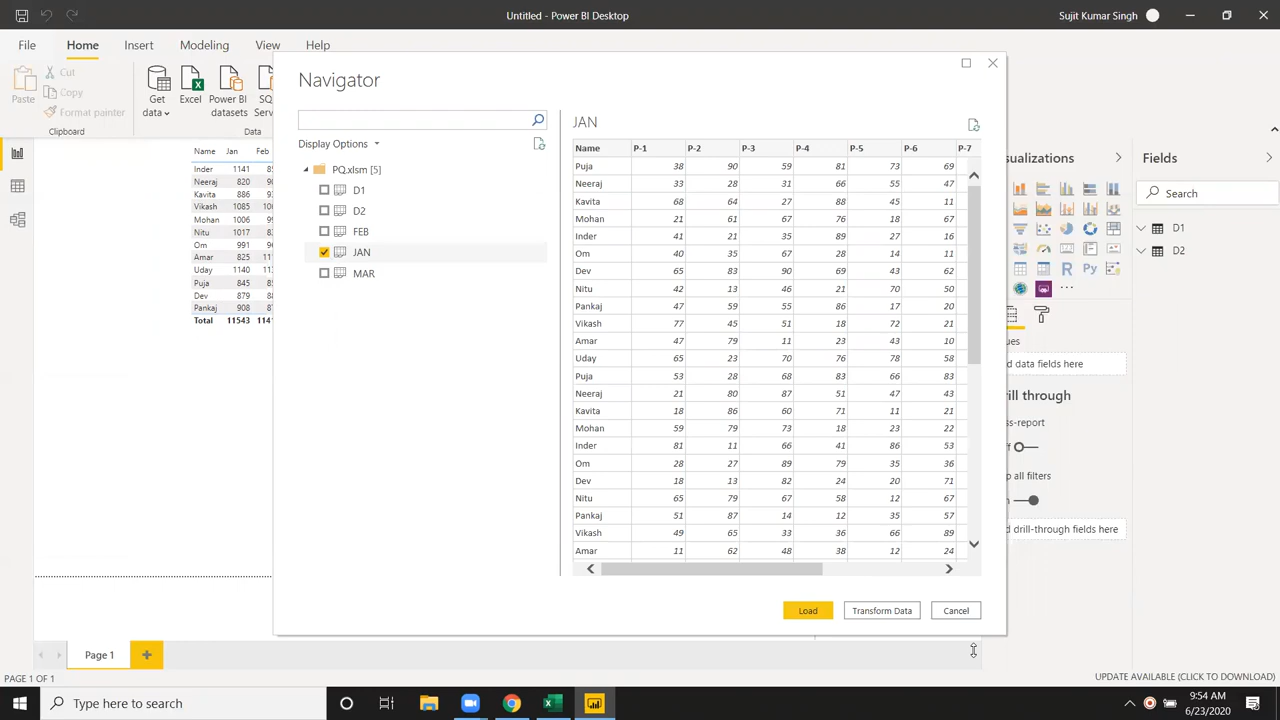 Untitled - Power BI Desktop
Sujit Kumar Singh
File Home Insert Modeling View Help
Paste
Cut
Copy
Format painter
Clipboard
Get data
Excel
Power BI datasets
SQ
Serv
Data
Name Jan Feb
Inder 1141
Neeraj 820
Kavita 886
Vikash 1085
Mohan 1006
Nitu 1017
Om 991
Amar 825
Uday 1140
Puja 845
Dev 879
Pankaj 908
Total 11543
Navigator
Display Options
PQ.xlsm [5]
D1
D2
FEB
JAN
MAR
JAN
Name P-1 P-2 P-3 P-4 P-5 P-6 P-7
Puja 38 90 59 81 73 69
Neeraj 33 28 31 66 55 47
Kavita 68 64 27 88 45 11
Mohan 21 61 67 76 18 67
Inder 41 21 35 89 27 16
Om 40 35 67 28 14 11
Dev 65 83 90 69 43 62
Nitu 42 13 46 21 70 50
Pankaj 47 59 55 86 17 20
Vikash 77 45 51 18 72 21
Amar 47 79 11 23 43 10
Uday 65 23 70 76 78 58
Puja 53 28 68 83 66 83
Neeraj 21 80 87 51 47 43
Kavita 18 86 60 71 11 21
Mohan 59 79 73 18 23 22
Inder 81 11 66 41 86 53
Om 28 27 89 79 35 36
Dev 18 13 82 24 20 71
Nitu 65 79 67 58 12 67
Pankaj 51 87 14 12 35 57
Vikash 49 65 33 36 66 89
Amar 11 62 48 38 12 24
Load
Transform Data
Cancel
ualizations
R
Py
ues
d data fields here
rill through
ss-report
p all filters
d drill-through fields here
Fields
Search
D1
D2
Page 1
PAGE 1 OF 1
UPDATE AVAILABLE (CLICK TO DOWNLOAD)
Type here to search
9:54 AM
6/23/2020